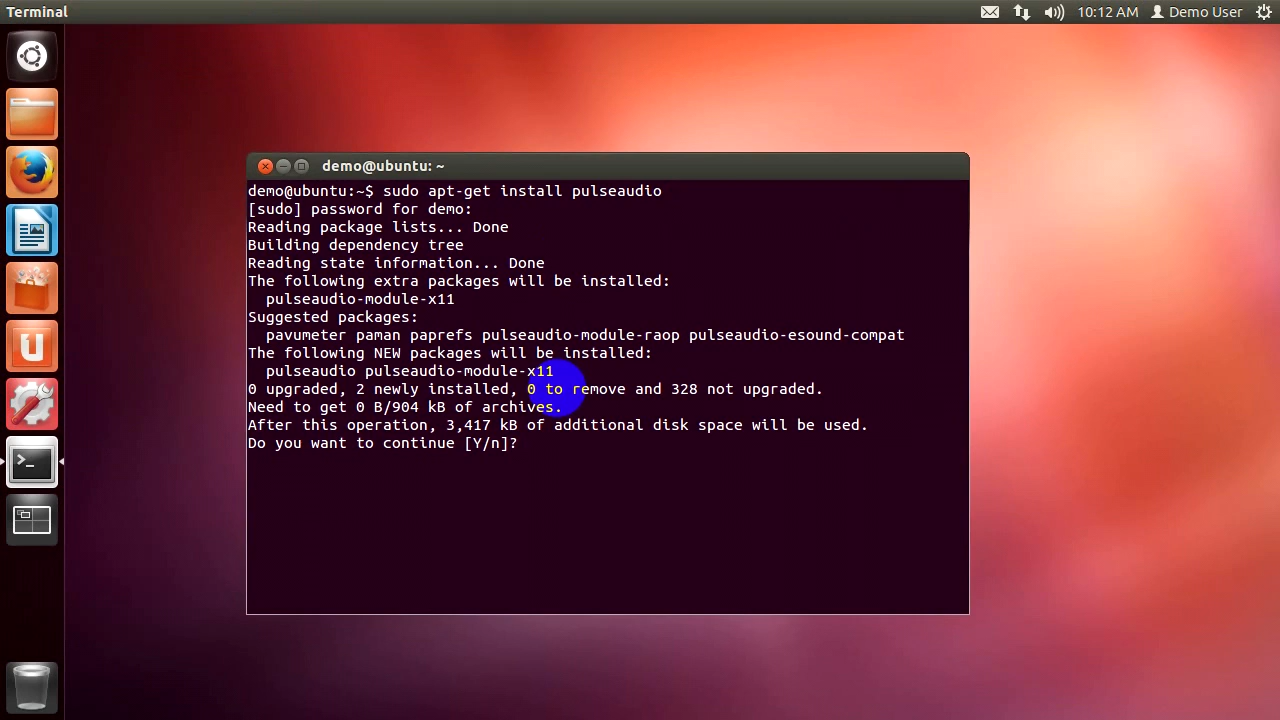 Terminal
10:12 AM
Demo User
demo@ubuntu: ~
demo@ubuntu:~$ sudo apt-get install pulseaudio
[sudo] password for demo:
Reading package lists... Done
Building dependency tree
Reading state information... Done
The following extra packages will be installed:
  pulseaudio-module-x11
Suggested packages:
  pavumeter paman paprefs pulseaudio-module-raop pulseaudio-esound-compat
The following NEW packages will be installed:
  pulseaudio pulseaudio-module-x11
0 upgraded, 2 newly installed, 0 to remove and 328 not upgraded.
Need to get 0 B/904 kB of archives.
After this operation, 3,417 kB of additional disk space will be used.
Do you want to continue [Y/n]?